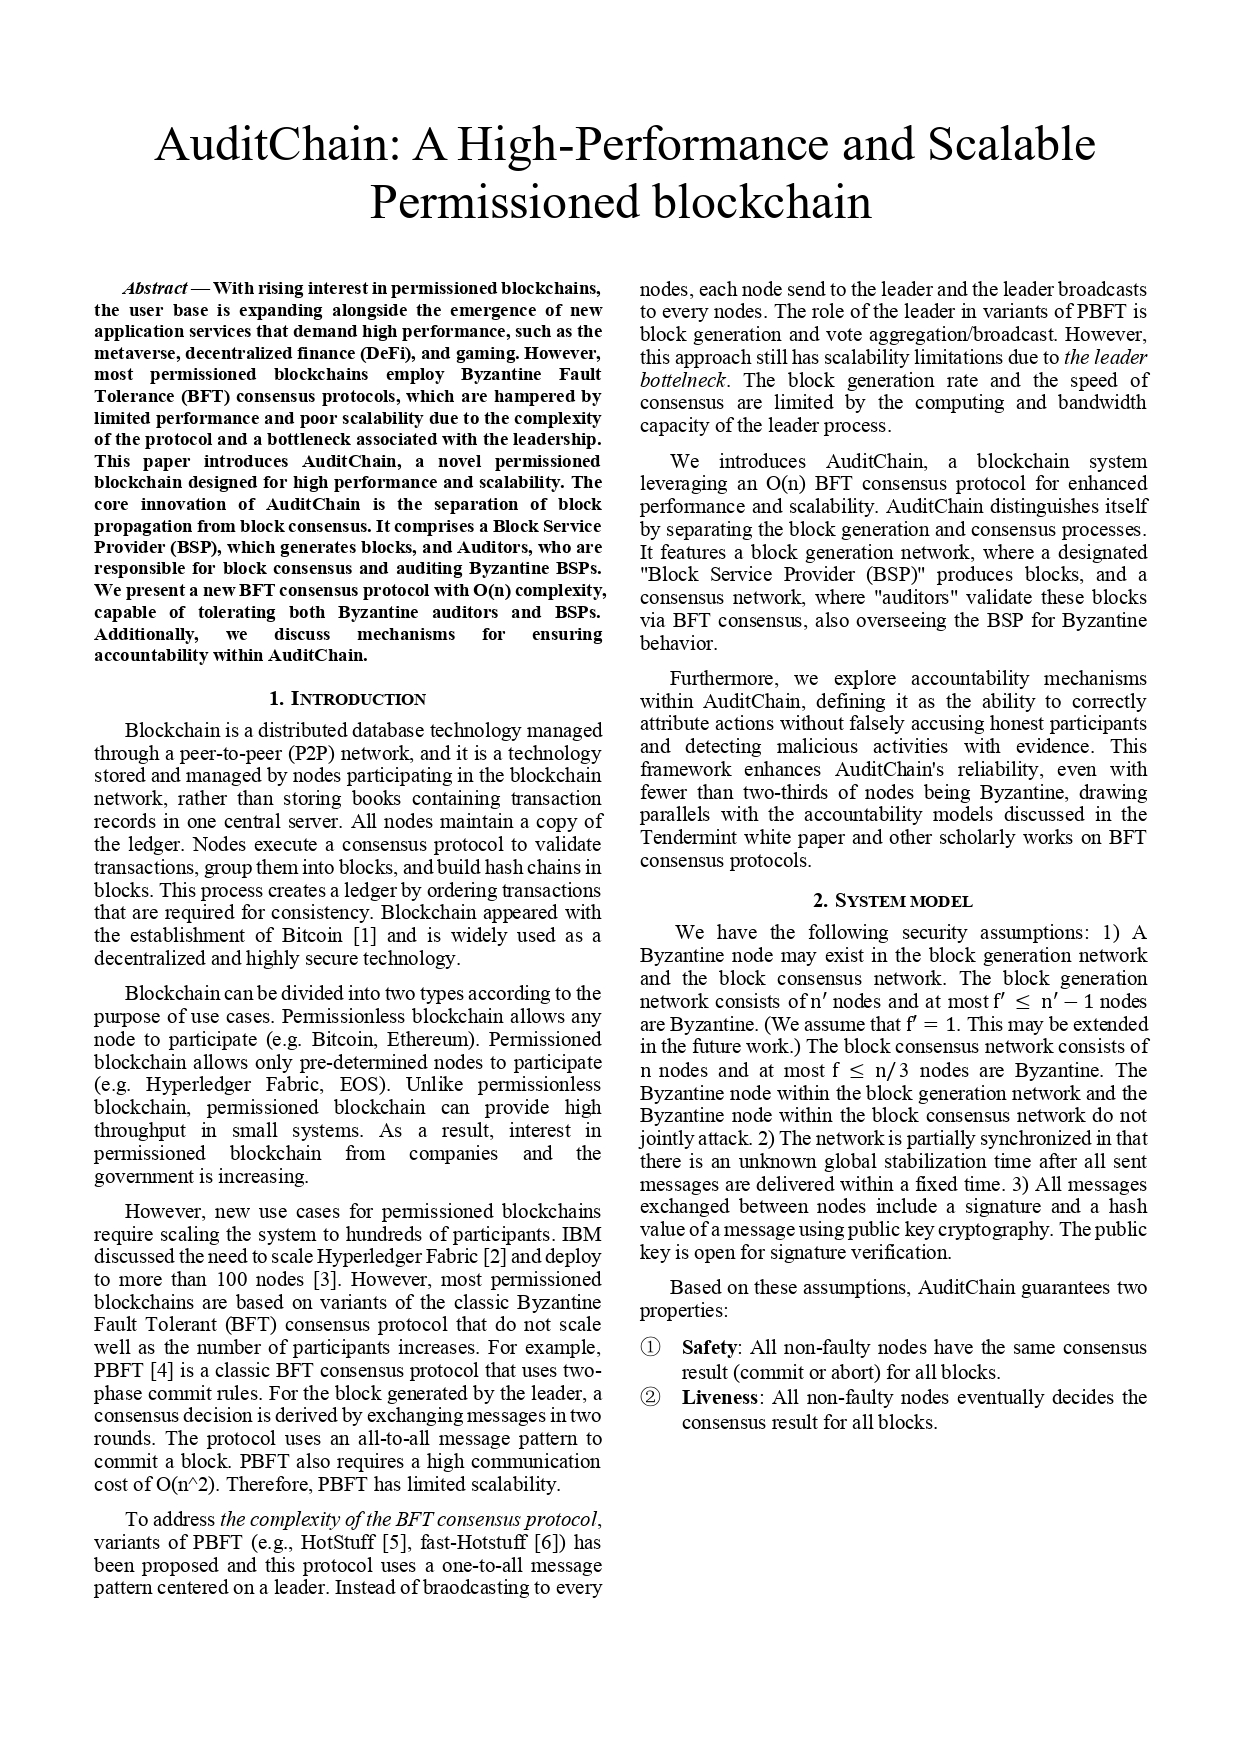 AuditChain: A High-Performance and Scalable
Permissioned blockchain
Abstract — With rising interest in permissioned blockchains,
the user base is expanding alongside the emergence of new
application services that demand high performance, such as the
metaverse, decentralized finance (DeFi), and gaming. However,
most permissioned blockchains employ Byzantine Fault
Tolerance (BFT) consensus protocols, which are hampered by
limited performance and poor scalability due to the complexity
of the protocol and a bottleneck associated with the leadership.
This paper introduces AuditChain, a novel permissioned
blockchain designed for high performance and scalability. The
core innovation of AuditChain is the separation of block
propagation from block consensus. It comprises a Block Service
Provider (BSP), which generates blocks, and Auditors, who are
responsible for block consensus and auditing Byzantine BSPs.
We present a new BFT consensus protocol with O(n) complexity,
capable of tolerating both Byzantine auditors and BSPs.
Additionally, we discuss mechanisms for ensuring
accountability within AuditChain.
1. INTRODUCTION
Blockchain is a distributed database technology managed
through a peer-to-peer (P2P) network, and it is a technology
stored and managed by nodes participating in the blockchain
network, rather than storing books containing transaction
records in one central server. All nodes maintain a copy of
the ledger. Nodes execute a consensus protocol to validate
transactions, group them into blocks, and build hash chains in
blocks. This process creates a ledger by ordering transactions
that are required for consistency. Blockchain appeared with
the establishment of Bitcoin [1] and is widely used as a
decentralized and highly secure technology.
Blockchain can be divided into two types according to the
purpose of use cases. Permissionless blockchain allows any
node to participate (e.g. Bitcoin, Ethereum). Permissioned
blockchain allows only pre-determined nodes to participate
(e.g. Hyperledger Fabric, EOS). Unlike permissionless
blockchain, permissioned blockchain can provide high
throughput in small systems. As a result, interest in
permissioned blockchain from companies and the
government is increasing.
However, new use cases for permissioned blockchains
require scaling the system to hundreds of participants. IBM
discussed the need to scale Hyperledger Fabric [2] and deploy
to more than 100 nodes [3]. However, most permissioned
blockchains are based on variants of the classic Byzantine
Fault Tolerant (BFT) consensus protocol that do not scale
well as the number of participants increases. For example,
PBFT [4] is a classic BFT consensus protocol that uses two-
phase commit rules. For the block generated by the leader, a
consensus decision is derived by exchanging messages in two
rounds. The protocol uses an all-to-all message pattern to
commit a block. PBFT also requires a high communication
cost of O(n^2). Therefore, PBFT has limited scalability.
To address the complexity of the BFT consensus protocol,
variants of PBFT (e.g., HotStuff [5], fast-Hotstuff [6]) has
been proposed and this protocol uses a one-to-all message
pattern centered on a leader. Instead of braodcasting to every
nodes, each node send to the leader and the leader broadcasts
to every nodes. The role of the leader in variants of PBFT is
block generation and vote aggregation/broadcast. However,
this approach still has scalability limitations due to the leader
bottelneck. The block generation rate and the speed of
consensus are limited by the computing and bandwidth
capacity of the leader process.
We introduces AuditChain, a blockchain system
leveraging an O(n) BFT consensus protocol for enhanced
performance and scalability. AuditChain distinguishes itself
by separating the block generation and consensus processes.
It features a block generation network, where a designated
"Block Service Provider (BSP)" produces blocks, and a
consensus network, where "auditors" validate these blocks
via BFT consensus, also overseeing the BSP for Byzantine
behavior.
Furthermore, we explore accountability mechanisms
within AuditChain, defining it as the ability to correctly
attribute actions without falsely accusing honest participants
and detecting malicious activities with evidence. This
framework enhances AuditChain's reliability, even with
fewer than two-thirds of nodes being Byzantine, drawing
parallels with the accountability models discussed in the
Tendermint white paper and other scholarly works on BFT
consensus protocols.
2. SYSTEM MODEL
We have the following security assumptions: 1) A
Byzantine node may exist in the block generation network
and the block consensus network. The block generation
network consists of n′ nodes and at most f′ ≤ n′ − 1 nodes
are Byzantine. (We assume that f′ = 1. This may be extended
in the future work.) The block consensus network consists of
n nodes and at most f ≤ n/3 nodes are Byzantine. The
Byzantine node within the block generation network and the
Byzantine node within the block consensus network do not
jointly attack. 2) The network is partially synchronized in that
there is an unknown global stabilization time after all sent
messages are delivered within a fixed time. 3) All messages
exchanged between nodes include a signature and a hash
value of a message using public key cryptography. The public
key is open for signature verification.
Based on these assumptions, AuditChain guarantees two
properties:
① Safety: All non-faulty nodes have the same consensus
result (commit or abort) for all blocks.
② Liveness: All non-faulty nodes eventually decides the
consensus result for all blocks.